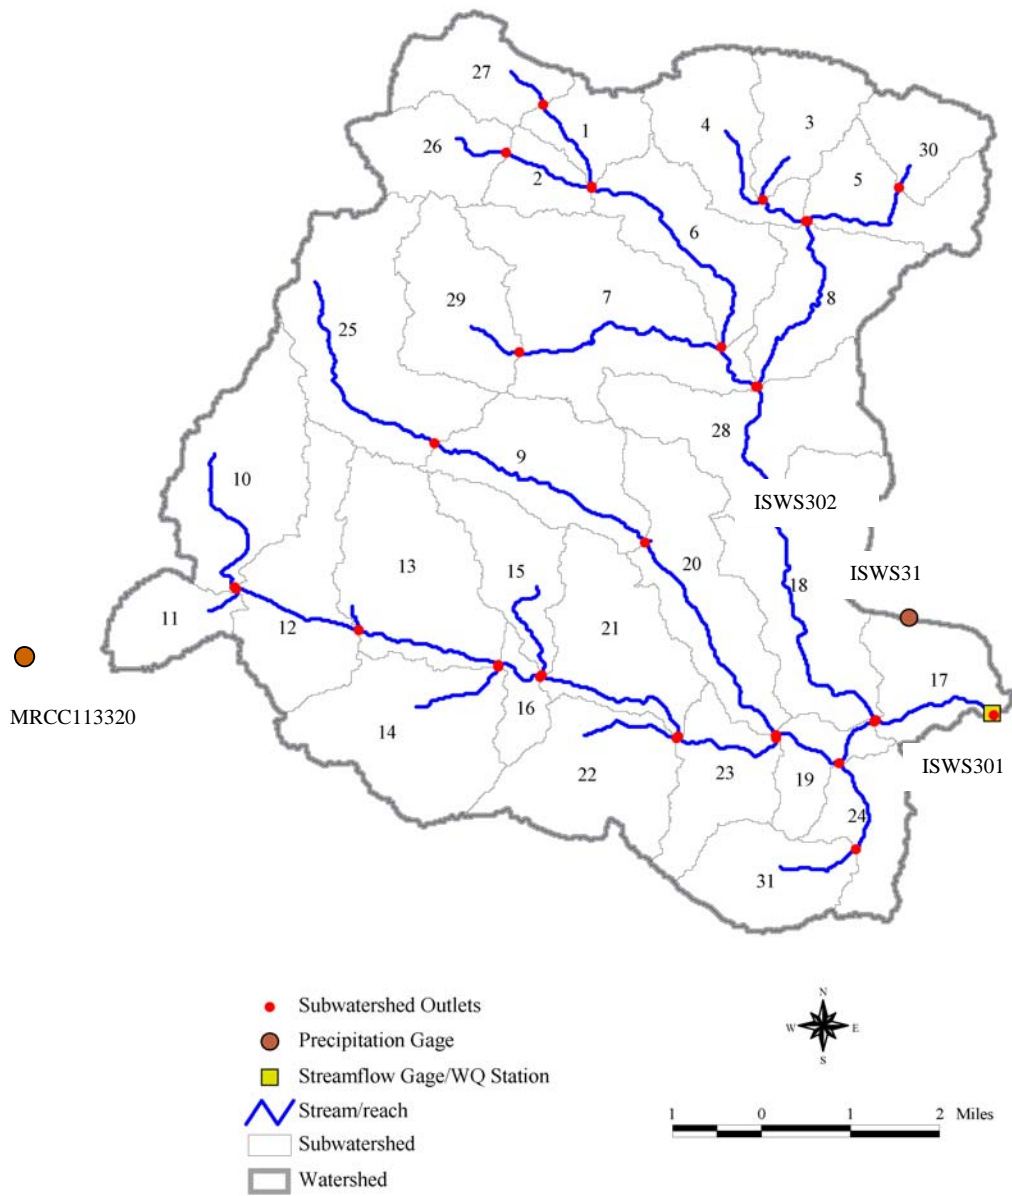 27
1
4
3
30
26
2
5
6
29
7
8
25
28
9
10
ISWS302
13
15
20
18
ISWS31
11
12
21
17
MRCC113320
14
16
22
23
19
ISWS301
24
31
Subwatershed Outlets
Precipitation Gage
Streamflow Gage/WQ Station
Stream/reach
Subwatershed
Watershed
N
W E
S
1 0 1 2 Miles